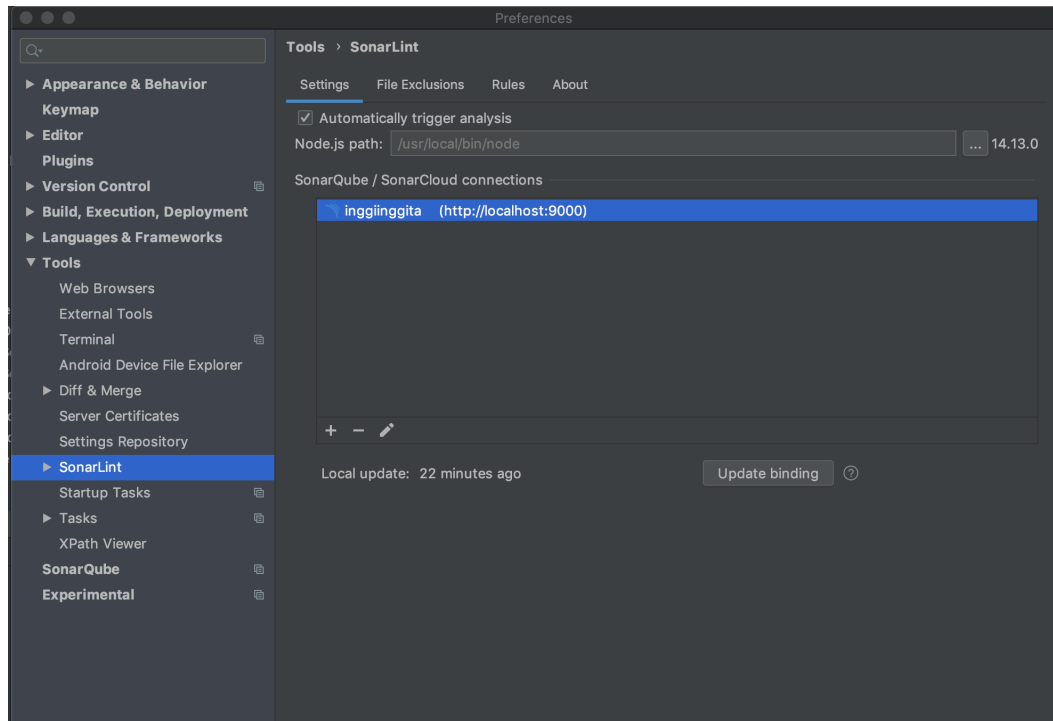 Preferences
Tools › SonarLint
Settings File Exclusions Rules About
Appearance & Behavior
Keymap
Editor
Plugins
Version Control
Build, Execution, Deployment
Languages & Frameworks
Tools
Web Browsers
External Tools
Terminal
Android Device File Explorer
Diff & Merge
Server Certificates
Settings Repository
SonarLint
Startup Tasks
Tasks
XPath Viewer
SonarQube
Experimental
Automatically trigger analysis
Node.js path: /usr/local/bin/node ... 14.13.0
SonarQube / SonarCloud connections
inggiinggita (http://localhost:9000)
Local update: 22 minutes ago
Update binding ?